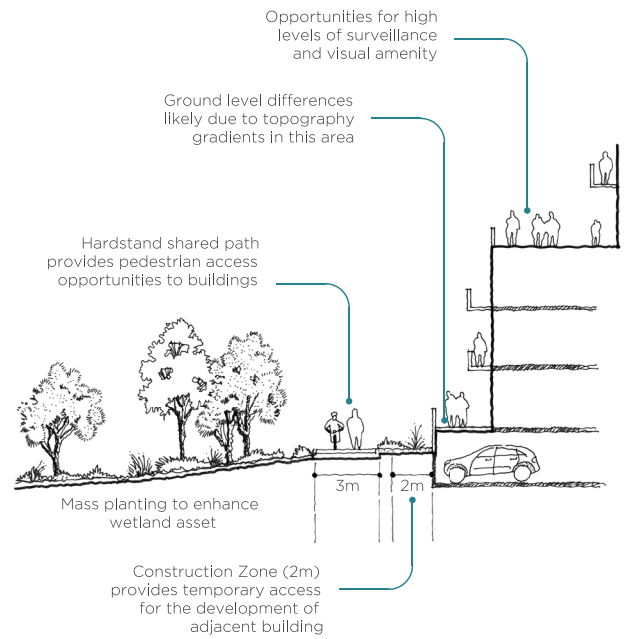 Opportunities for high
levels of surveillance
and visual amenity
Ground level differences
likely due to topography
gradients in this area
Hardstand shared path
provides pedestrian access
opportunities to buildings
3m
2m
Mass planting to enhance
wetland asset
Construction Zone (2m)
provides temporary access
for the development of
adjacent building